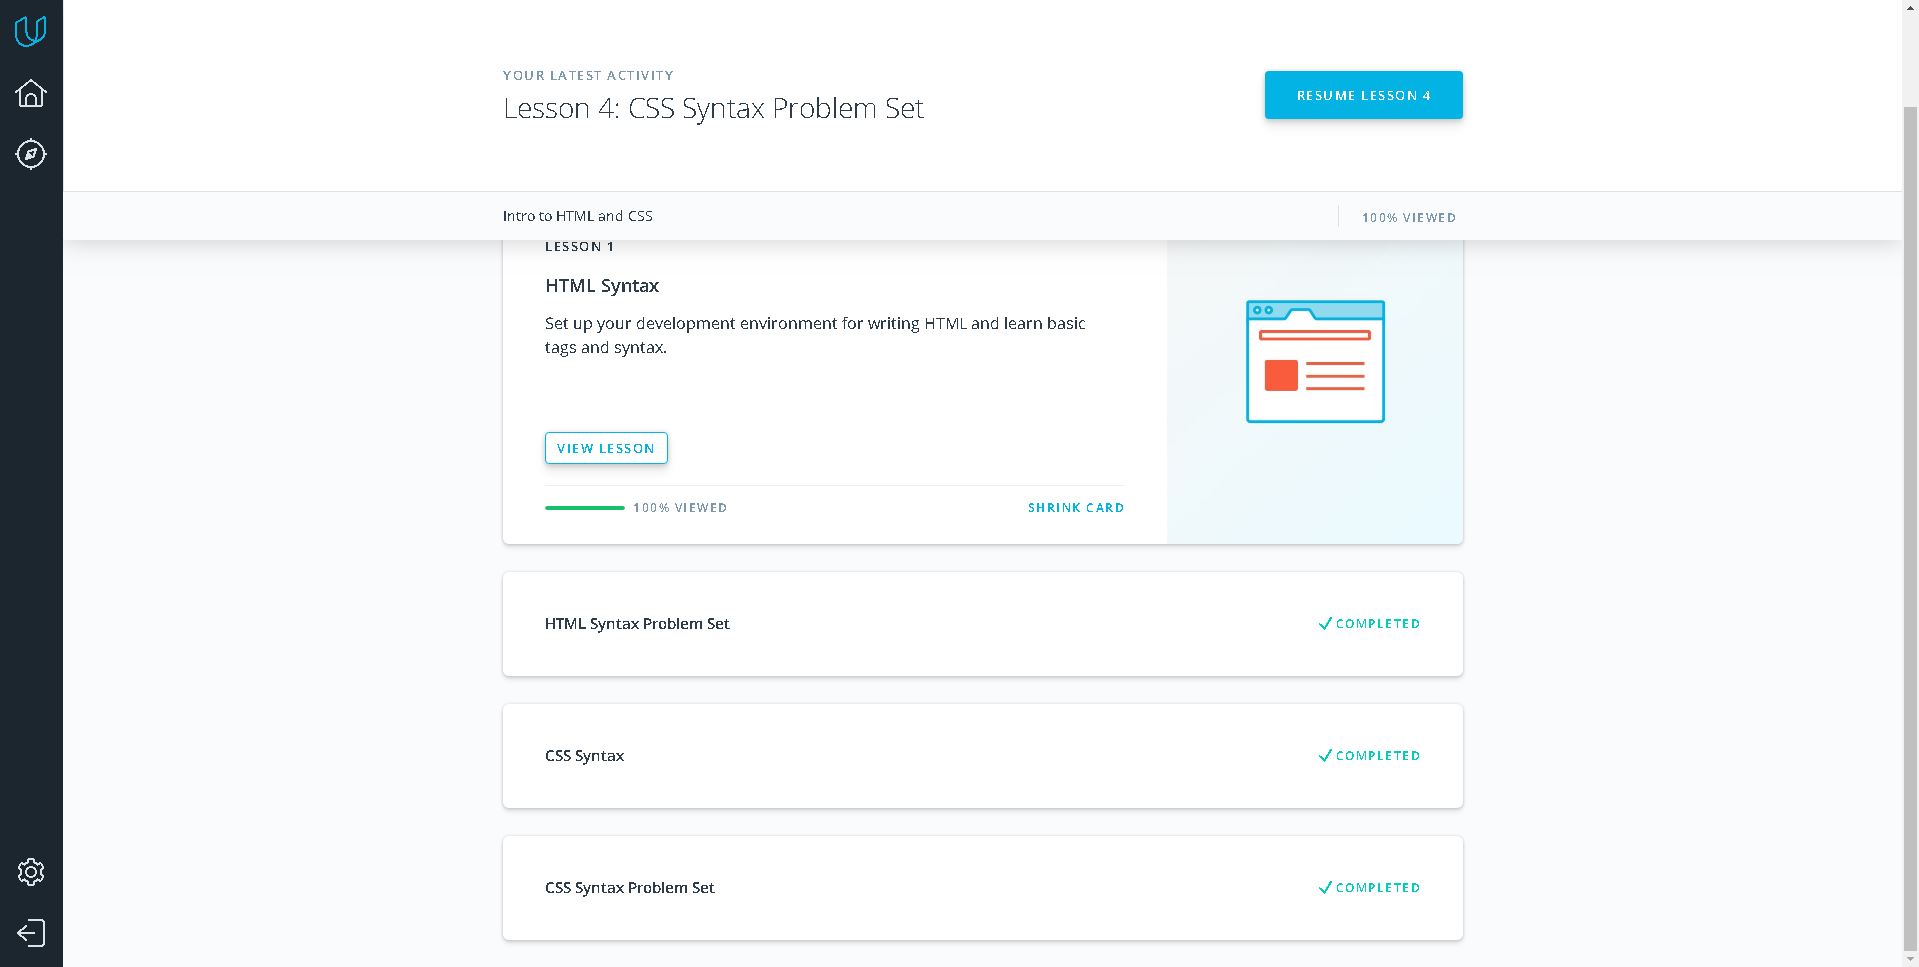 YOUR LATEST ACTIVITY
Lesson 4: CSS Syntax Problem Set
RESUME LESSON 4
Intro to HTML and CSS
100% VIEWED
LESSON 1
HTML Syntax
Set up your development environment for writing HTML and learn basic
tags and syntax.
VIEW LESSON
100% VIEWED
SHRINK CARD
HTML Syntax Problem Set
COMPLETED
CSS Syntax
COMPLETED
CSS Syntax Problem Set
COMPLETED